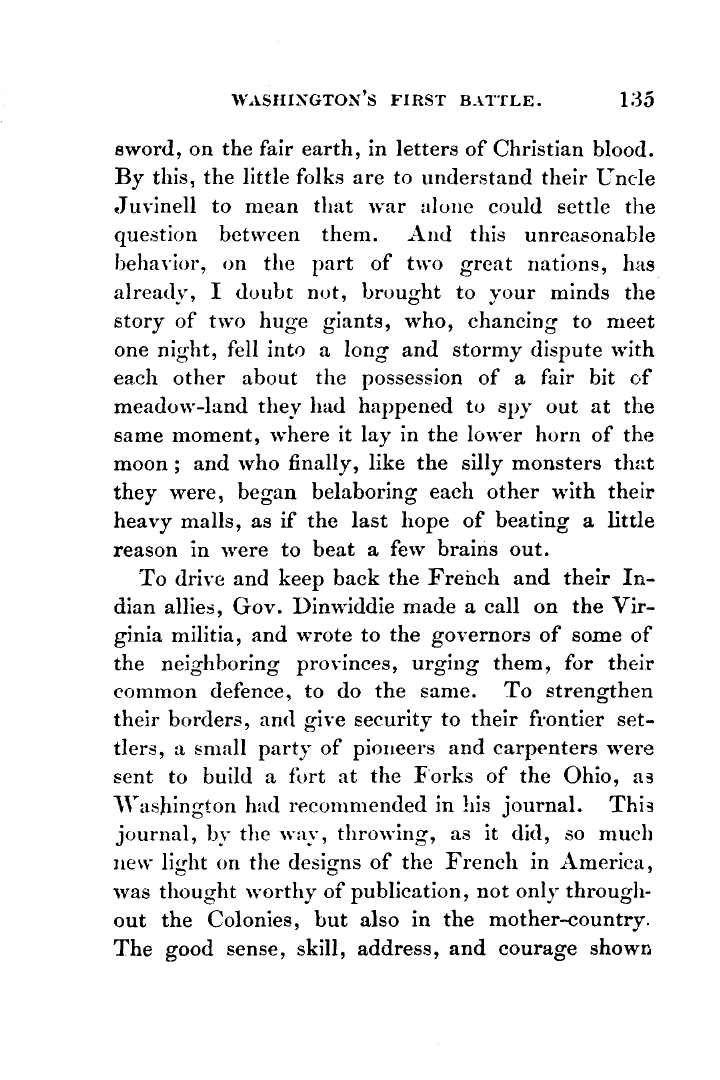 WASHINGTON'S FIRST BATTLE. 135
sword, on the fair earth, in letters of Christian blood.
By this, the little folks are to understand their Uncle
Juvinell to mean that war alone could settle the
question between them. And this unreasonable
behavior, on the part of two great nations, has
already, I doubt not, brought to your minds the
story of two huge giants, who, chancing to meet
one night, fell into a long and stormy dispute with
each other about the possession of a fair bit of
meadow-land they had happened to spy out at the
same moment, where it lay in the lower horn of the
moon; and who finally, like the silly monsters that
they were, began belaboring each other with their
heavy malls, as if the last hope of beating a little
reason in were to beat a few brains out.
To drive and keep back the French and their In-
dian allies, Gov. Dinwiddie made a call on the Vir-
ginia militia, and wrote to the governors of some of
the neighboring provinces, urging them, for their
common defence, to do the same. To strengthen
their borders, and give security to their frontier set-
tlers, a small party of pioneers and carpenters were
sent to build a fort at the Forks of the Ohio, as
Washington had recommended in his journal. This
journal, by the way, throwing, as it did, so much
new light on the designs of the French in America,
was thought worthy of publication, not only through-
out the Colonies, but also in the mother-country.
The good sense, skill, address, and courage shown